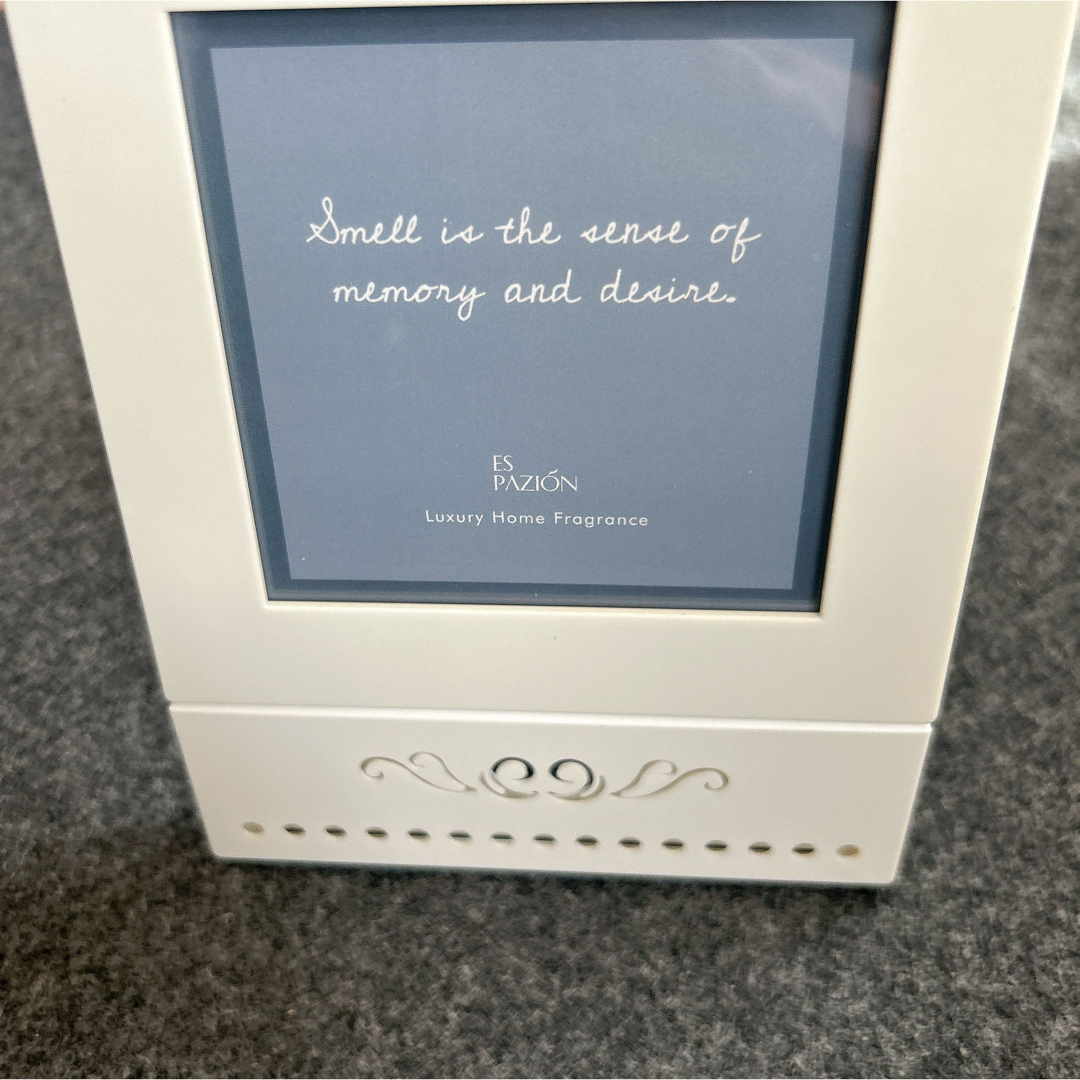 Smell is the sense of
memory and desire.
ES
PAZIÓN
Luxury Home Fragrance